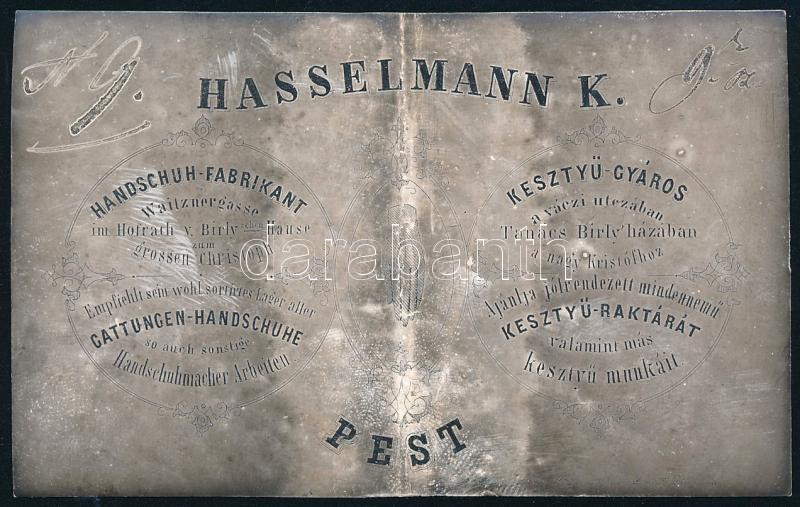 HASSELMANN K.
HANDSCHUH-FABRIKANT
Waitznergasse
im Hofrath v. Birly'schen Hause
zum
grossen Christoph
Empfiehlt sein wohl sortirtes Lager aller
GATTUNGEN-HANDSCHUHE
so auch sonstige
Handschuhmacher Arbeiten.
KESZTYÜ-GYÁROS
a váczi utczában
Tanács Birly' házában
a nagy Kristófhoz
Ajánlja jólrendezett mindennemű
KESZTYÜ-RAKTÁRÁT
valamint más
kesztyű munkáit.
PEST
darabanth